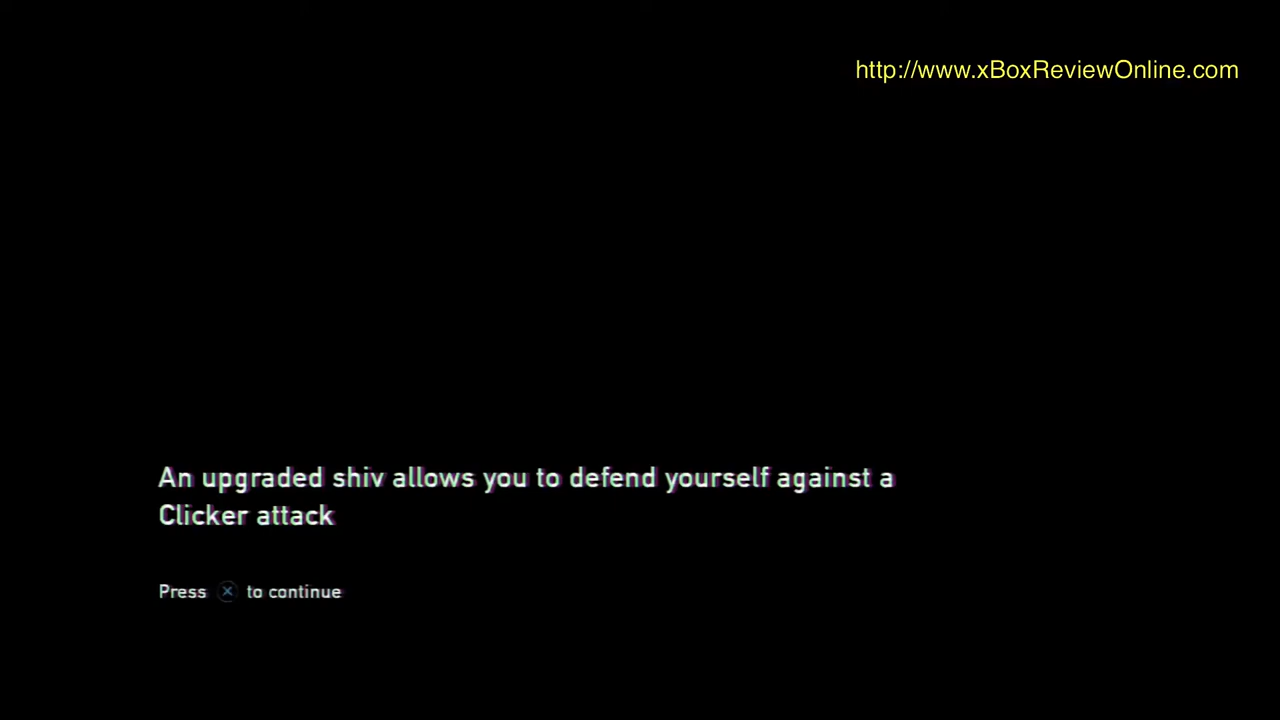 http://www.xBoxReviewOnline.com
An upgraded shiv allows you to defend yourself against a
Clicker attack
Press ⓧ to continue